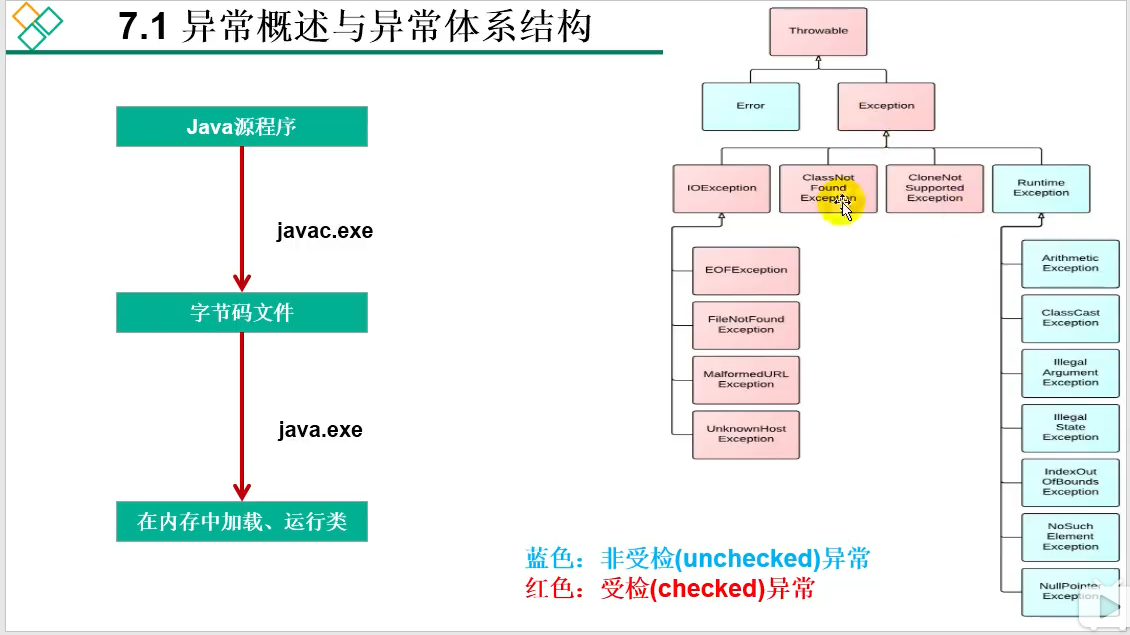 7.1 异常概述与异常体系结构
Java源程序
javac.exe
字节码文件
java.exe
在内存中加载、运行类
Throwable
Error
Exception
IOException
ClassNot
Found
Exception
CloneNot
Supported
Exception
Runtime
Exception
EOFException
FileNotFound
Exception
MalformedURL
Exception
UnknownHost
Exception
Arithmetic
Exception
ClassCast
Exception
Illegal
Argument
Exception
Illegal
State
Exception
IndexOut
OfBounds
Exception
NoSuch
Element
Exception
NullPointer
Exception
蓝色：非受检(unchecked)异常
红色：受检(checked)异常